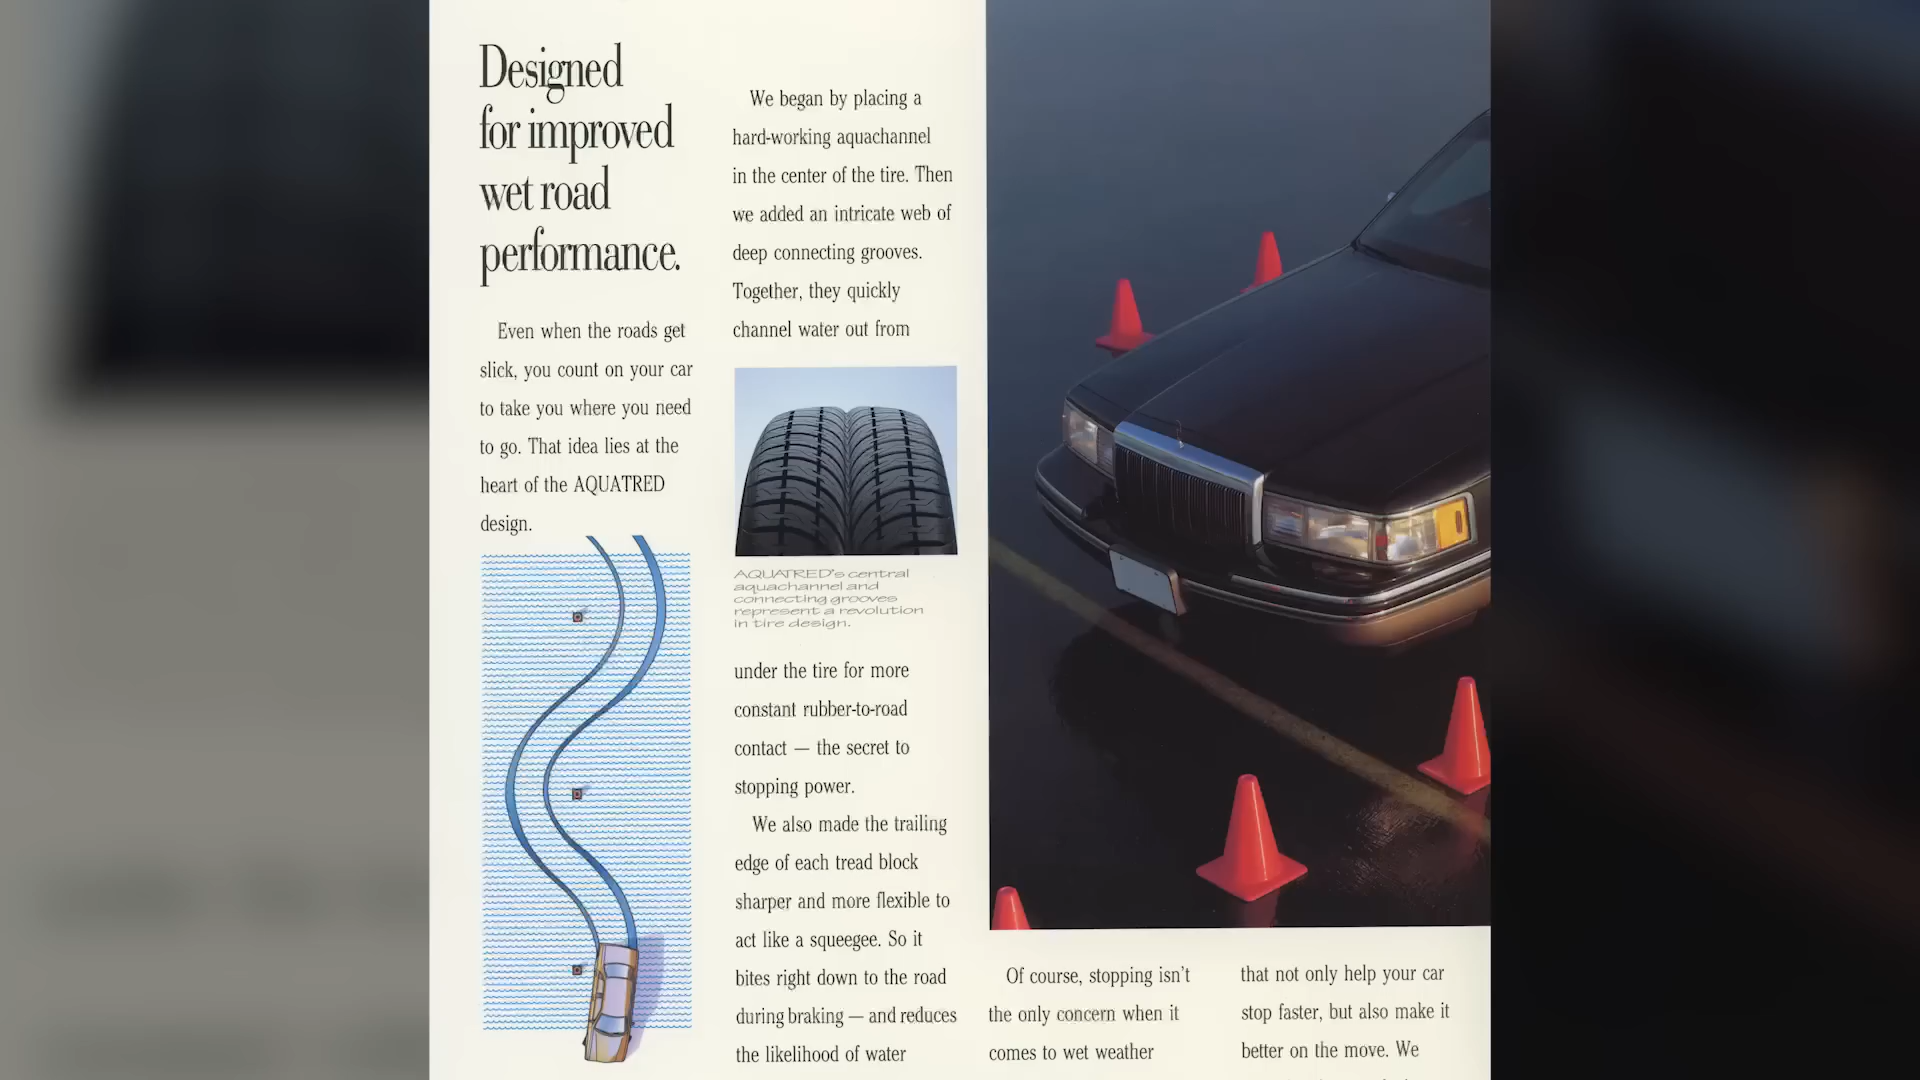 Designed
for improved
wet road
performance.
Even when the roads get
slick, you count on your car
to take you where you need
to go. That idea lies at the
heart of the AQUATRED
design.
We began by placing a
hard-working aquachannel
in the center of the tire. Then
we added an intricate web of
deep connecting grooves.
Together, they quickly
channel water out from
AQUATRED's central
aquachannel and
connecting grooves
represent a revolution
in tire design.
under the tire for more
constant rubber-to-road
contact — the secret to
stopping power.
We also made the trailing
edge of each tread block
sharper and more flexible to
act like a squeegee. So it
bites right down to the road
during braking — and reduces
the likelihood of water
Of course, stopping isn't
the only concern when it
comes to wet weather
that not only help your car
stop faster, but also make it
better on the move. We